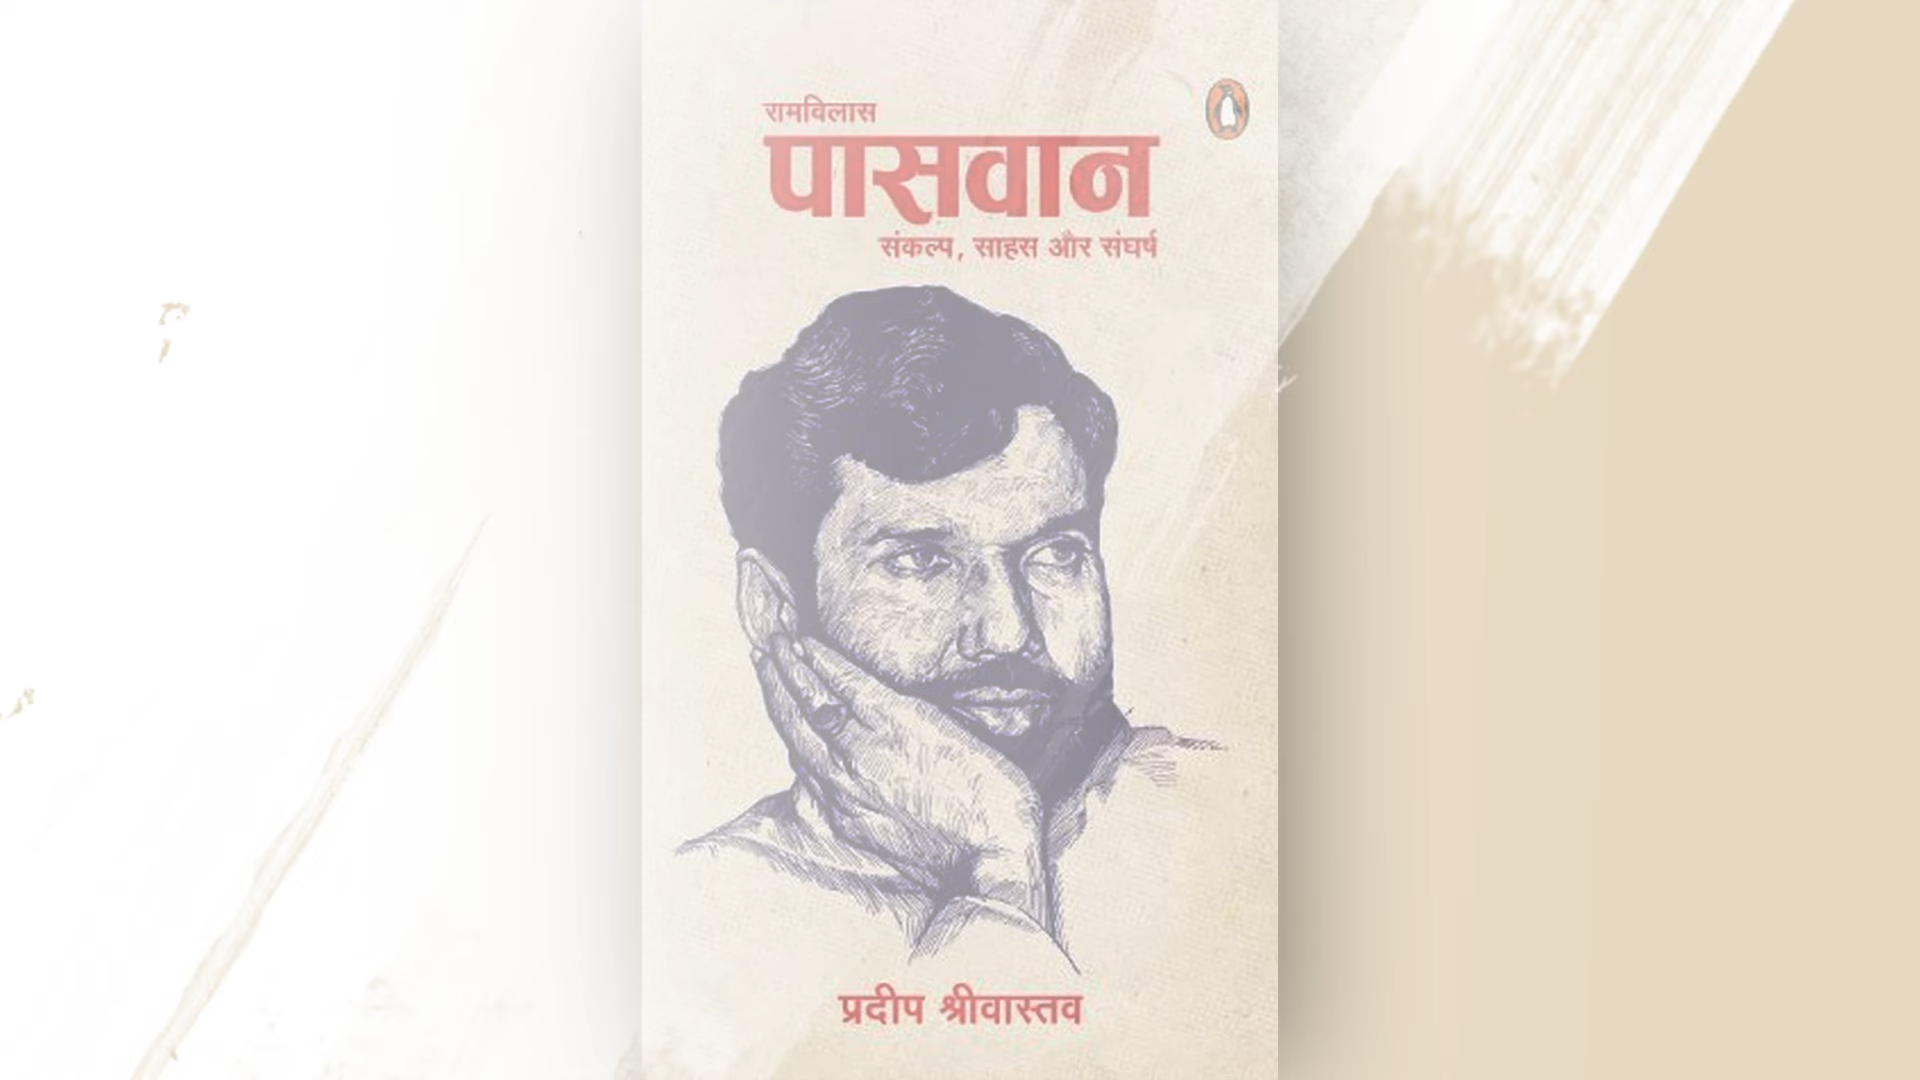 रामविलास
पासवान
संकल्प, साहस और संघर्ष
प्रदीप श्रीवास्तव